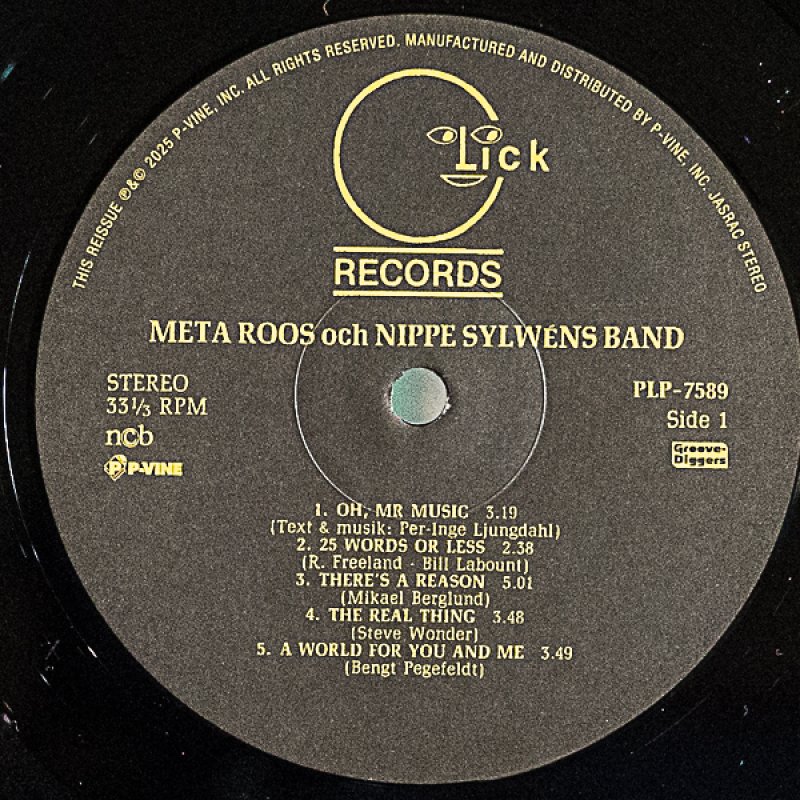 THIS REISSUE ℗&© 2025 P-VINE, INC. ALL RIGHTS RESERVED. MANUFACTURED AND DISTRIBUTED BY P-VINE, INC. JASRAC STEREO
Click
RECORDS
META ROOS och NIPPE SYLWÉNS BAND
STEREO
33⅓ RPM
ncb
P-VINE
PLP-7589
Side 1
Groove-
Diggers
1. OH, MR MUSIC 3.19
(Text & musik: Per-Inge Ljungdahl)
2. 25 WORDS OR LESS 2.38
(R. Freeland - Bill Labount)
3. THERE'S A REASON 5.01
(Mikael Berglund)
4. THE REAL THING 3.48
(Steve Wonder)
5. A WORLD FOR YOU AND ME 3.49
(Bengt Pegefeldt)